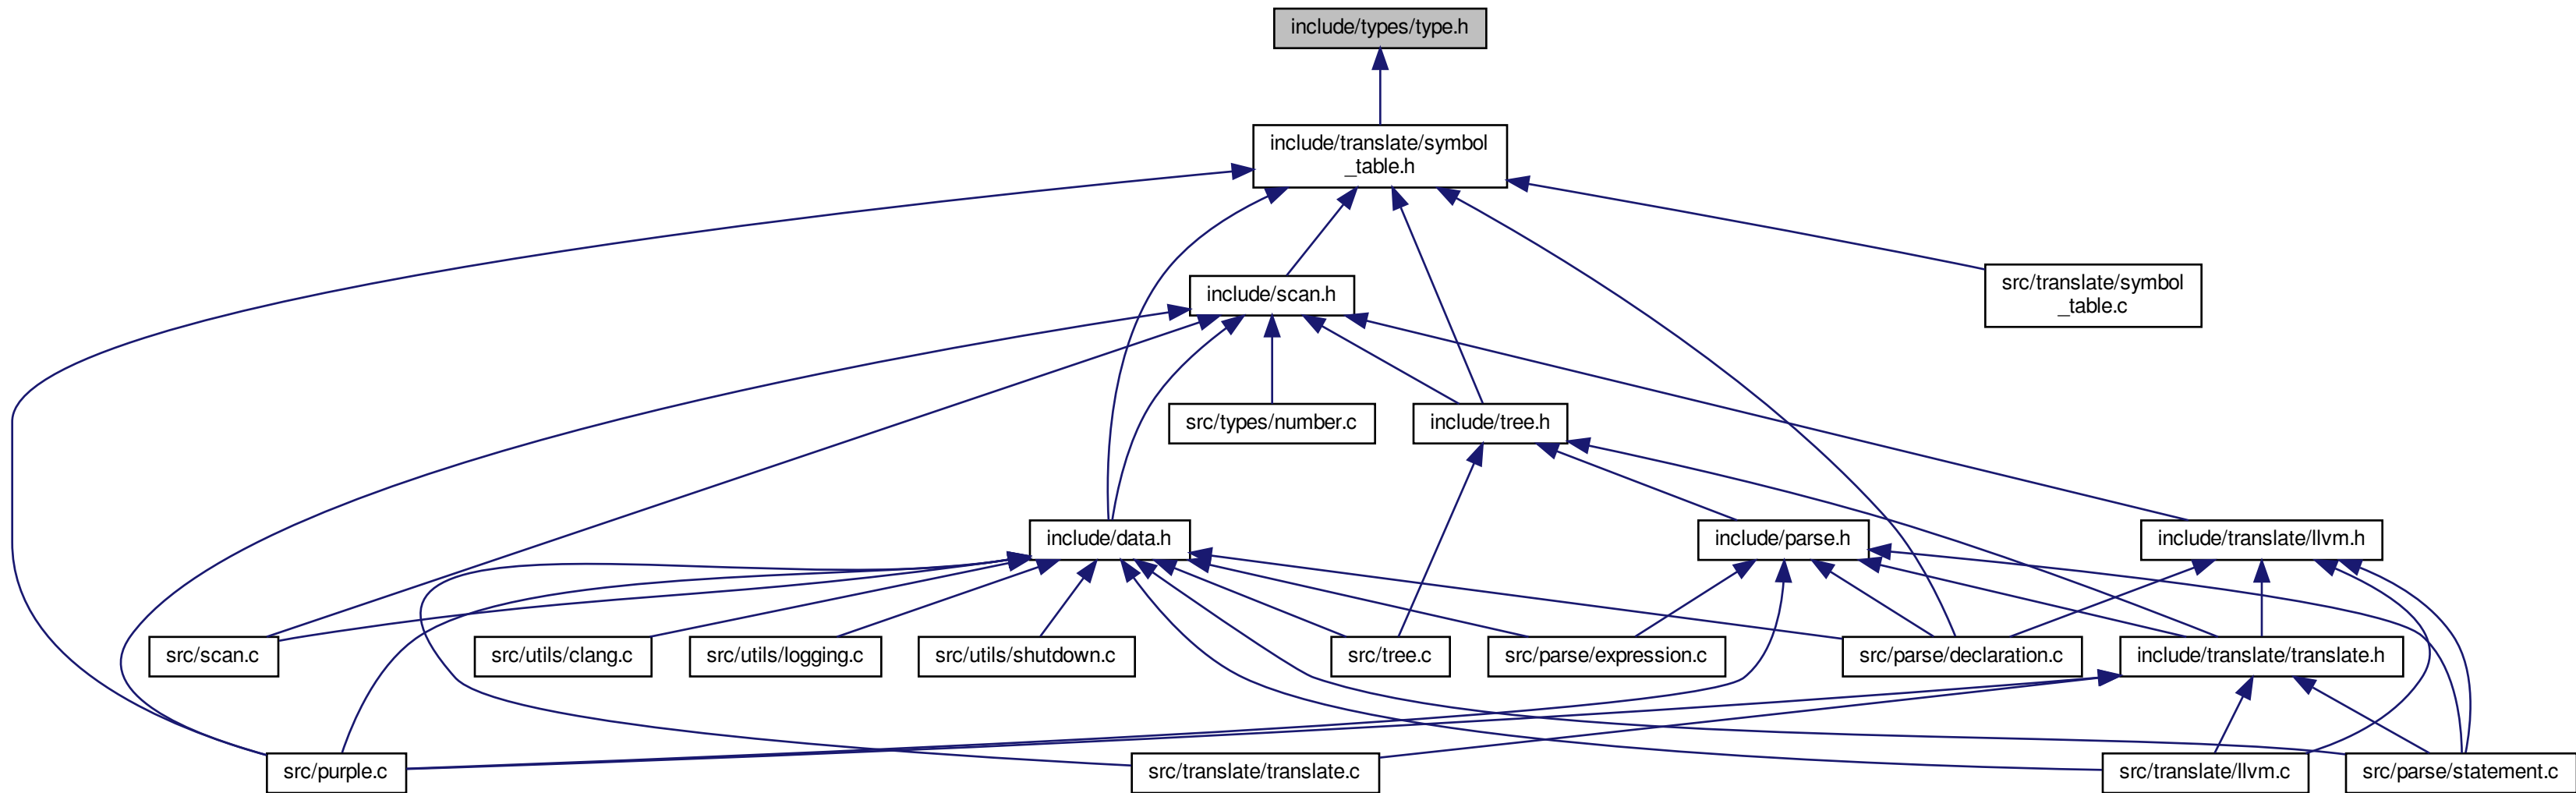 include/types/type.h
include/translate/symbol
_table.h
include/scan.h
src/translate/symbol
_table.c
src/types/number.c
include/tree.h
include/data.h
include/parse.h
include/translate/llvm.h
src/scan.c
src/utils/clang.c
src/utils/logging.c
src/utils/shutdown.c
src/tree.c
src/parse/expression.c
src/parse/declaration.c
include/translate/translate.h
src/purple.c
src/translate/translate.c
src/translate/llvm.c
src/parse/statement.c